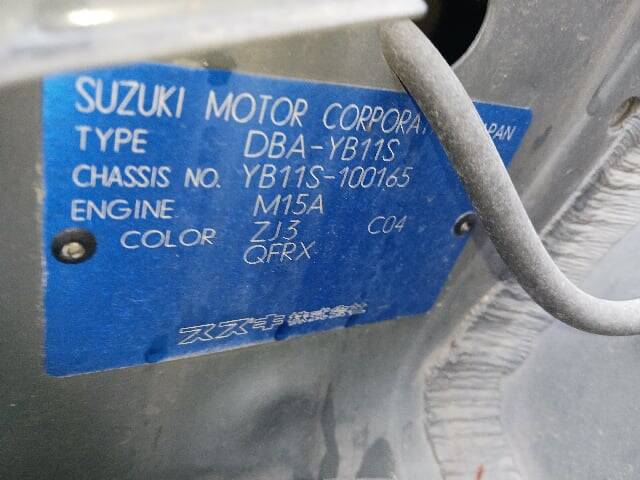 SUZUKI MOTOR CORPORAT JAPAN
TYPE DBA-YB11S
CHASSIS NO. YB11S-100165
ENGINE M15A
COLOR ZJ3 C04
QFRX
スズキ株式会社